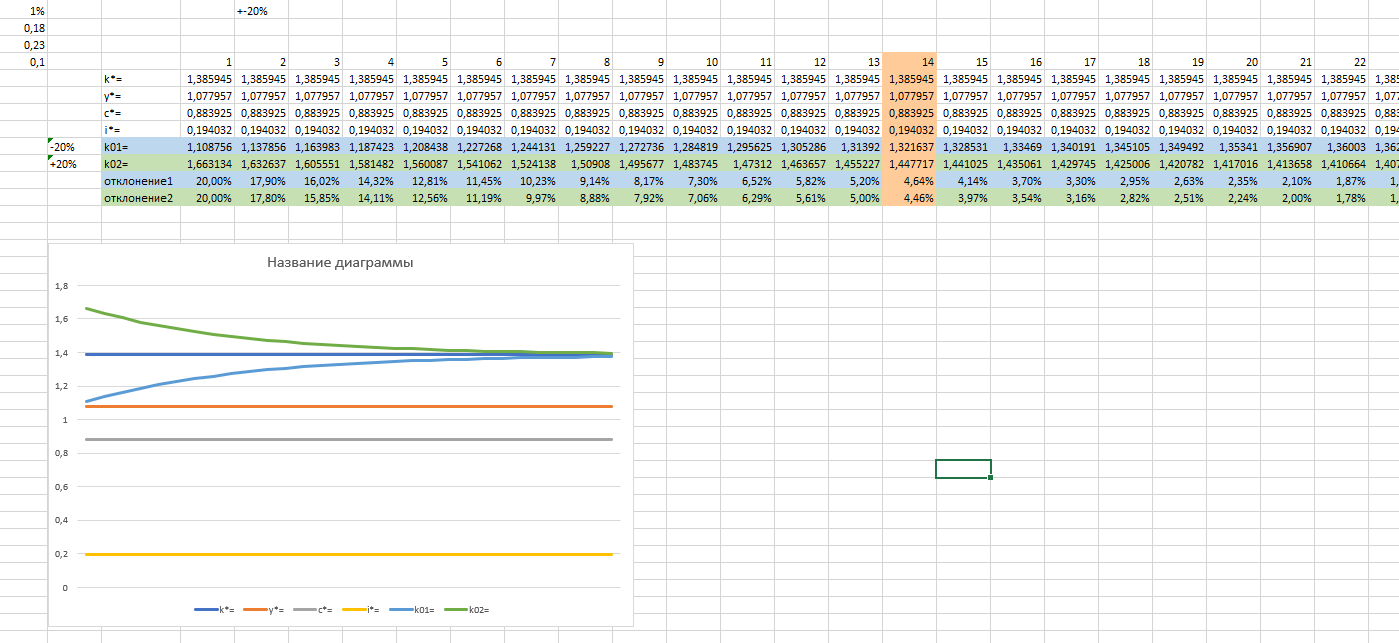 1% +-20%
0,18
0,23
0,1 1 2 3 4 5 6 7 8 9 10 11 12 13 14 15 16 17 18 19 20 21 22
k*= 1,385945 1,385945 1,385945 1,385945 1,385945 1,385945 1,385945 1,385945 1,385945 1,385945 1,385945 1,385945 1,385945 1,385945 1,385945 1,385945 1,385945 1,385945 1,385945 1,385945 1,385945 1,385945 1,385
y*= 1,077957 1,077957 1,077957 1,077957 1,077957 1,077957 1,077957 1,077957 1,077957 1,077957 1,077957 1,077957 1,077957 1,077957 1,077957 1,077957 1,077957 1,077957 1,077957 1,077957 1,077957 1,077957 1,077
c*= 0,883925 0,883925 0,883925 0,883925 0,883925 0,883925 0,883925 0,883925 0,883925 0,883925 0,883925 0,883925 0,883925 0,883925 0,883925 0,883925 0,883925 0,883925 0,883925 0,883925 0,883925 0,883925 0,883
i*= 0,194032 0,194032 0,194032 0,194032 0,194032 0,194032 0,194032 0,194032 0,194032 0,194032 0,194032 0,194032 0,194032 0,194032 0,194032 0,194032 0,194032 0,194032 0,194032 0,194032 0,194032 0,194032 0,194
-20% k01= 1,108756 1,137856 1,163983 1,187423 1,208438 1,227268 1,244131 1,259227 1,272736 1,284819 1,295625 1,305286 1,31392 1,321637 1,328531 1,33469 1,340191 1,345105 1,349492 1,35341 1,356907 1,36003 1,362
+20% k02= 1,663134 1,632637 1,605551 1,581482 1,560087 1,541062 1,524138 1,50908 1,495677 1,483745 1,47312 1,463657 1,455227 1,447717 1,441025 1,435061 1,429745 1,425006 1,420782 1,417016 1,413658 1,410664 1,407
отклонение1 20,00% 17,90% 16,02% 14,32% 12,81% 11,45% 10,23% 9,14% 8,17% 7,30% 6,52% 5,82% 5,20% 4,64% 4,14% 3,70% 3,30% 2,95% 2,63% 2,35% 2,10% 1,87% 1,
отклонение2 20,00% 17,80% 15,85% 14,11% 12,56% 11,19% 9,97% 8,88% 7,92% 7,06% 6,29% 5,61% 5,00% 4,46% 3,97% 3,54% 3,16% 2,82% 2,51% 2,24% 2,00% 1,78% 1,
Название диаграммы
1,8
1,6
1,4
1,2
1
0,8
0,6
0,4
0,2
0
k*= y*= c*= i*= k01= k02=